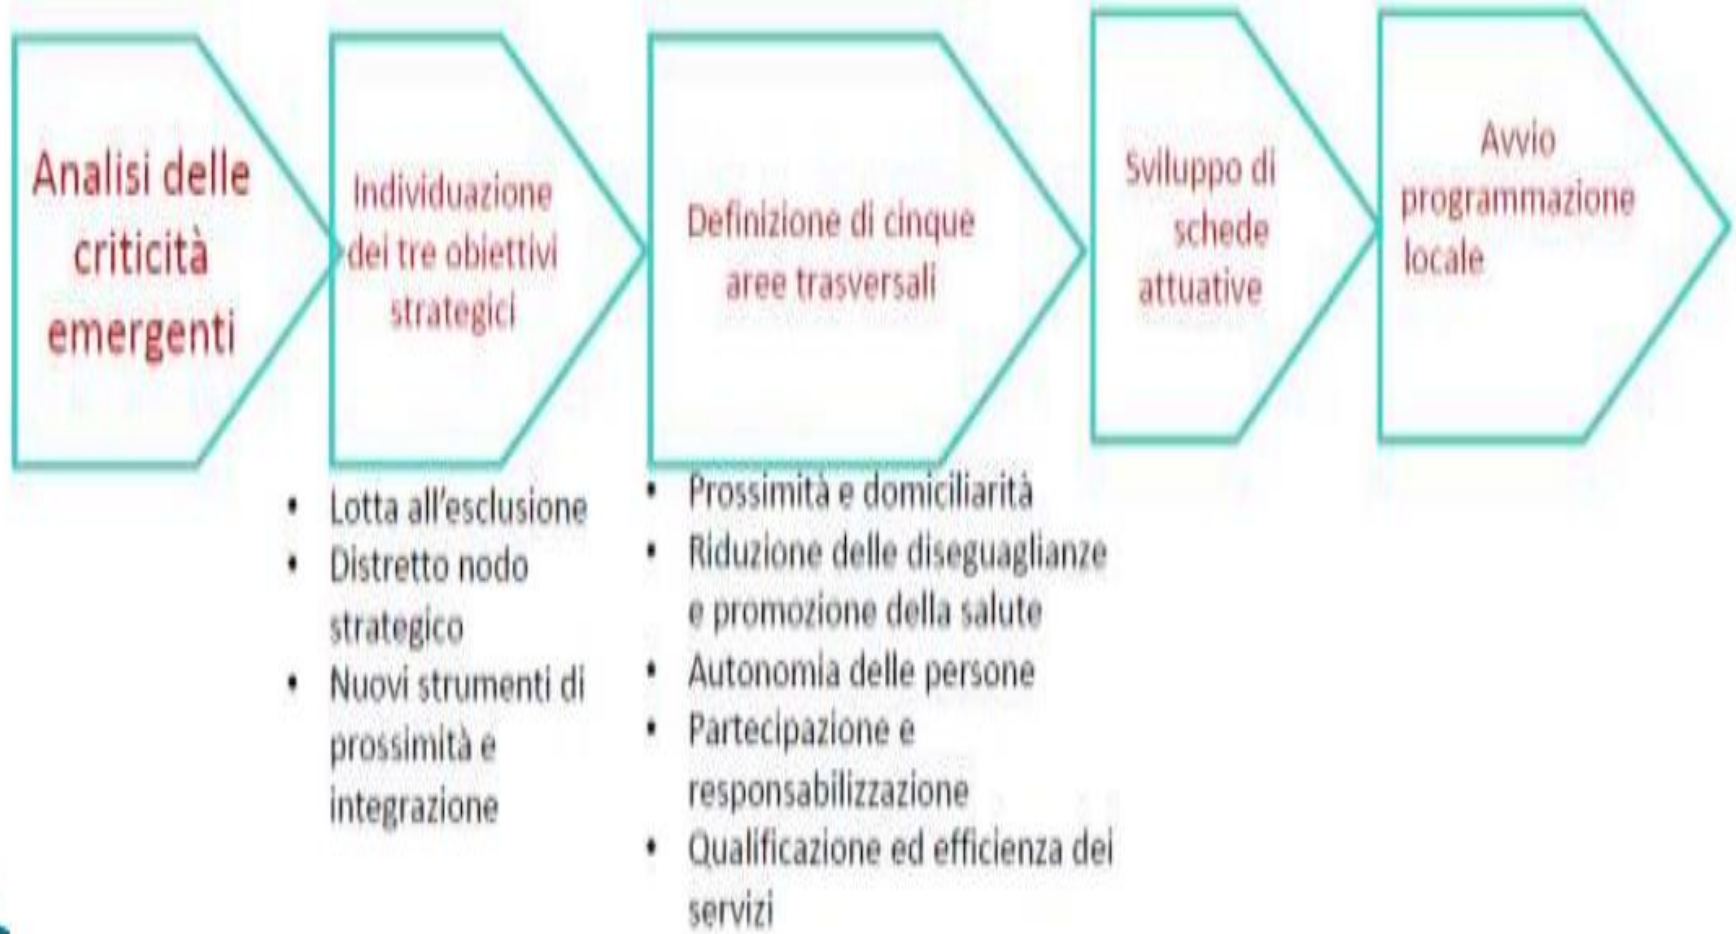 Analisi delle
criticità
emergenti
Individuazione
dei tre obiettivi
strategici
• Lotta all'esclusione
• Distretto nodo
strategico
• Nuovi strumenti di
prossimità e
integrazione
Definizione di cinque
aree trasversali
• Prossimità e domiciliarità
• Riduzione delle diseguaglianze
e promozione della salute
• Autonomia delle persone
• Partecipazione e
responsabilizzazione
• Qualificazione ed efficienza dei
servizi
Sviluppo di
schede
attuative
Avvio
programmazione
locale